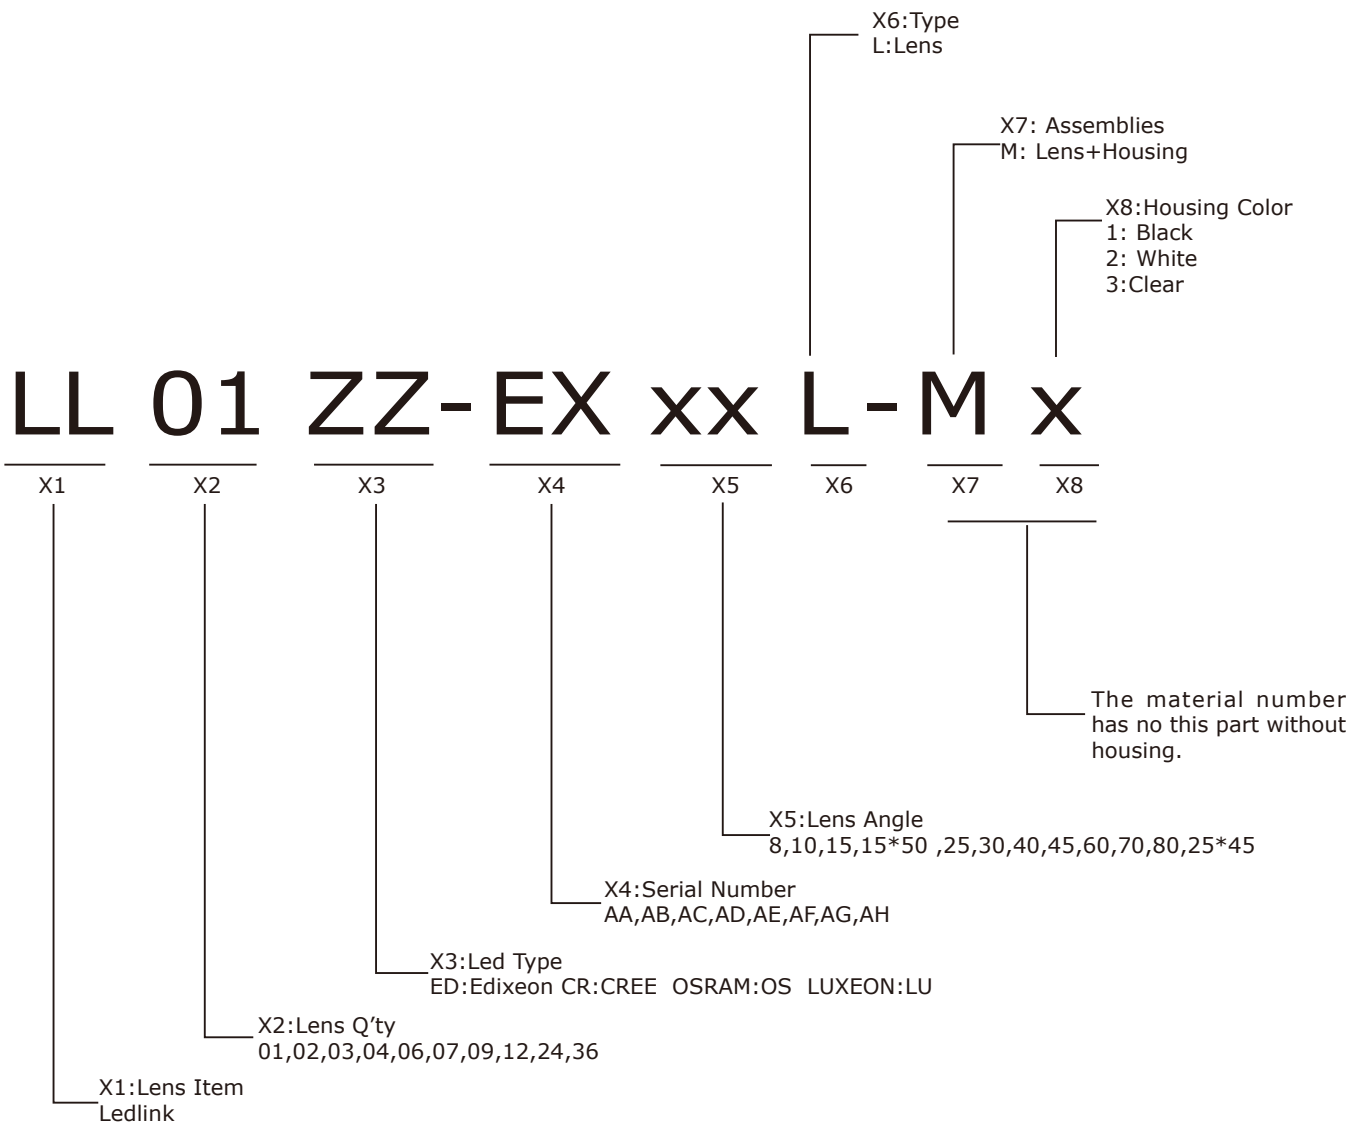 X6:Type
L:Lens
X7: Assemblies
M: Lens+Housing
X8:Housing Color
1: Black
2: White
3:Clear
LL 01 ZZ-EX xx L-M x
X1 X2 X3 X4 X5 X6 X7 X8
The material number
has no this part without
housing.
X5:Lens Angle
8,10,15,15*50 ,25,30,40,45,60,70,80,25*45
X4:Serial Number
AA,AB,AC,AD,AE,AF,AG,AH
X3:Led Type
ED:Edixeon CR:CREE OSRAM:OS LUXEON:LU
X2:Lens Q’ty
01,02,03,04,06,07,09,12,24,36
X1:Lens Item
Ledlink